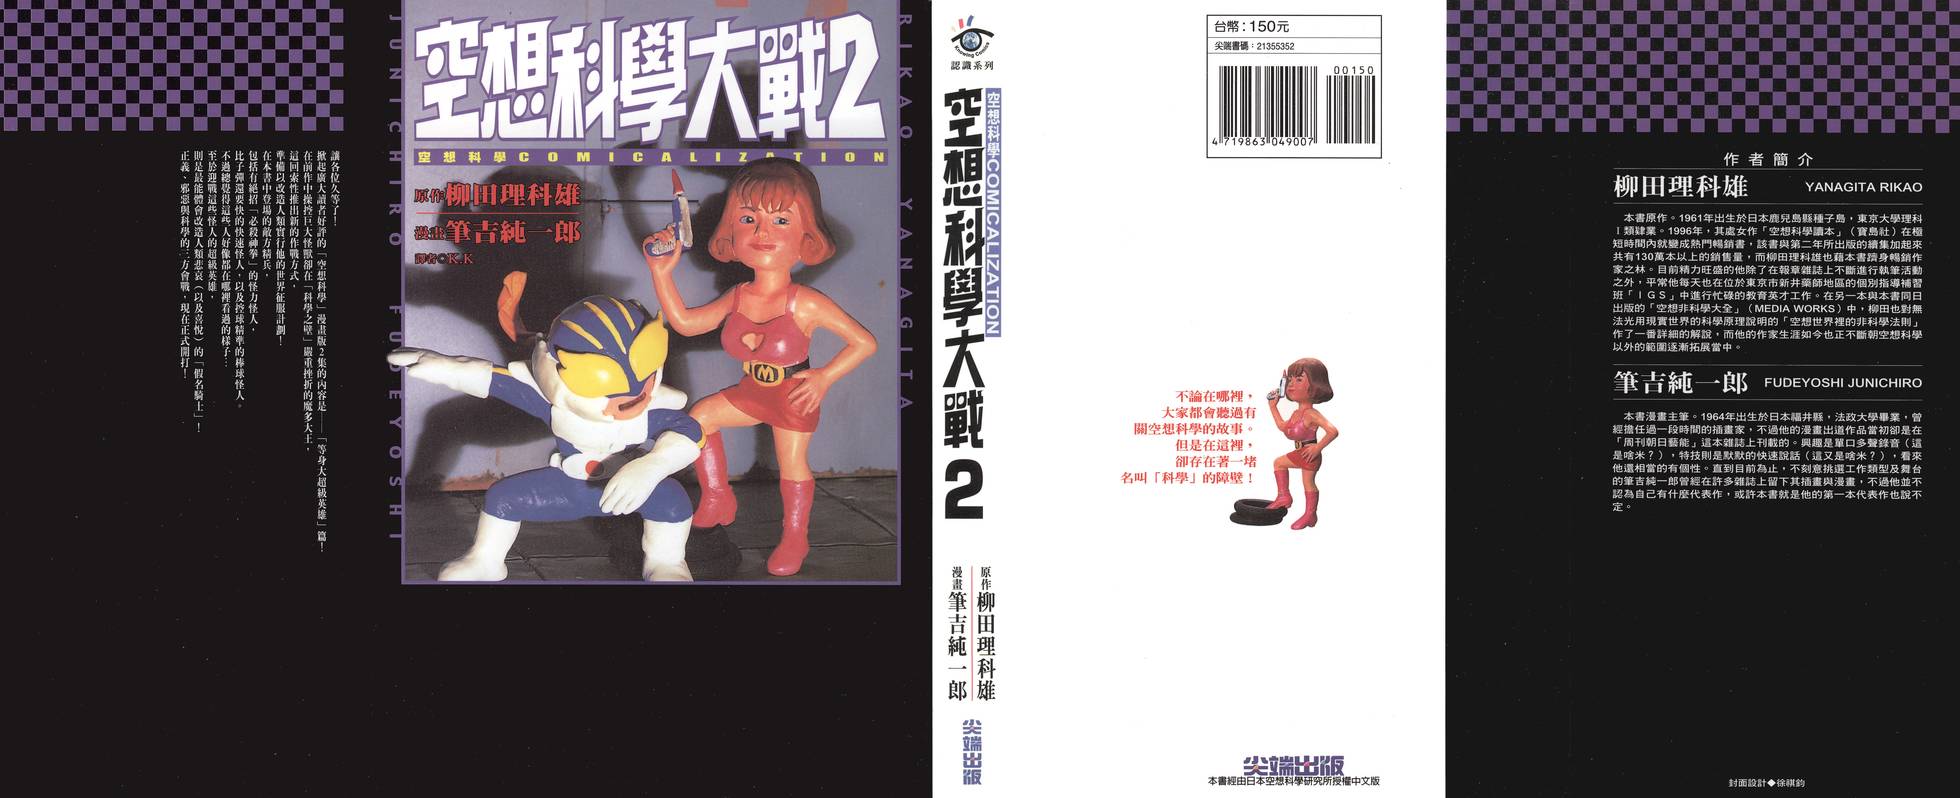 讓各位久等了！
掀起廣大讀者好評的「空想科學」漫畫版２集的內容是——「等身大超級英雄」篇！
在前作中操控巨大怪獸卻在「科學之壁」嚴重挫折的魔多大王，
這回索性推出新的作戰方式，
準備以改造人類實行他的世界征服計劃！
在本書中登場的敵方精兵，
包括有絕招「必殺神拳」的怪力怪人、
比子彈還要快的快速怪人，以及控球精準的棒球怪人。
不過總覺得這些人好像都在哪裡看過的樣子…
至於迎戰這些怪人的超級英雄，
則是最能體會改造人類悲哀（以及喜悅）的「假名騎士」！
正義、邪惡與科學的三方會戰，現在正式開打！
JUNICHIRO FUDEYOSHI
空想科學大戰2
空想科學COMICALIZATION
原作 柳田理科雄
漫畫 筆吉純一郎
譯者◎K.K
M
RIKAO YANAGITA
Knowing Comics
認識系列
空想科學COMICALIZATION
空想科學大戰2
原作 柳田理科雄
漫畫 筆吉純一郎
尖端出版
台幣：150元
尖端書碼：21355352
00150
4 719863 049007
不論在哪裡，
大家都會聽過有
關空想科學的故事。
但是在這裡，
卻存在著一堵
名叫「科學」的障壁！
尖端出版
本書經由日本空想科學研究所授權中文版
作者簡介
柳田理科雄 YANAGITA RIKAO
本書原作。1961年出生於日本鹿兒島縣種子島，東京大學理科
Ⅰ類肄業。1996年，其處女作「空想科學讀本」（寶島社）在極
短時間內就變成熱門暢銷書，該書與第二年所出版的續集加起來
共有130萬本以上的銷售量，而柳田理科雄也藉本書躋身暢銷作
家之林。目前精力旺盛的他除了在報章雜誌上不斷進行執筆活動
之外，平常他每天也在位於東京市新井藥師地區的個別指導補習
班「ＩＧＳ」中進行忙碌的教育英才工作。在另一本與本書同日
出版的「空想非科學大全」（MEDIA WORKS）中，柳田也對無
法光用現實世界的科學原理說明的「空想世界裡的非科學法則」
作了一番詳細的解說，而他的作家生涯如今也正不斷朝空想科學
以外的範圍逐漸拓展當中。
筆吉純一郎 FUDEYOSHI JUNICHIRO
本書漫畫主筆。1964年出生於日本福井縣，法政大學畢業，曾
經擔任過一段時間的插畫家，不過他的漫畫出道作品當初卻是在
「周刊朝日藝能」這本雜誌上刊載的。興趣是單口多聲錄音（這
是啥米？），特技則是默默的快速說話（這又是啥米？），看來
他還相當的有個性。直到目前為止，不刻意挑選工作類型及舞台
的筆吉純一郎曾經在許多雜誌上留下其插畫與漫畫，不過他並不
認為自己有什麼代表作，或許本書就是他的第一本代表作也說不
定。
封面設計◆徐祺鈞